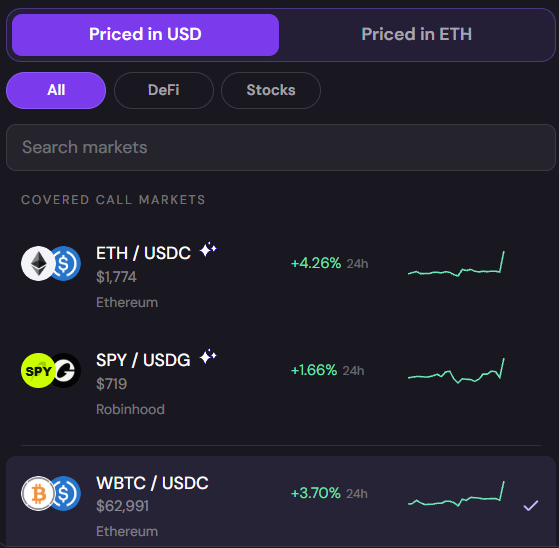 Priced in USD
Priced in ETH
All
DeFi
Stocks
Search markets
COVERED CALL MARKETS
ETH / USDC
$1,774
Ethereum
+4.26% 24h
SPY
SPY / USDG
$719
Robinhood
+1.66% 24h
WBTC / USDC
$62,991
Ethereum
+3.70% 24h